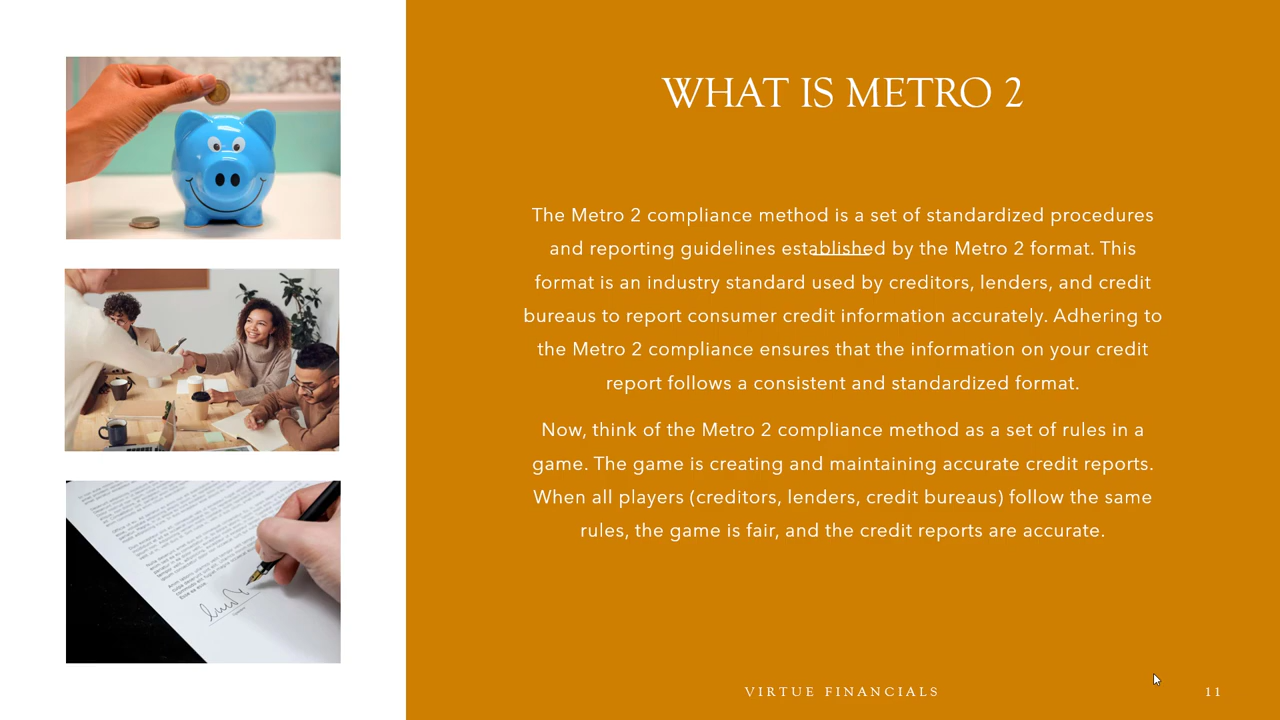 WHAT IS METRO 2
The Metro 2 compliance method is a set of standardized procedures
and reporting guidelines established by the Metro 2 format. This
format is an industry standard used by creditors, lenders, and credit
bureaus to report consumer credit information accurately. Adhering to
the Metro 2 compliance ensures that the information on your credit
report follows a consistent and standardized format.
Now, think of the Metro 2 compliance method as a set of rules in a
game. The game is creating and maintaining accurate credit reports.
When all players (creditors, lenders, credit bureaus) follow the same
rules, the game is fair, and the credit reports are accurate.
VIRTUE FINANCIALS
11